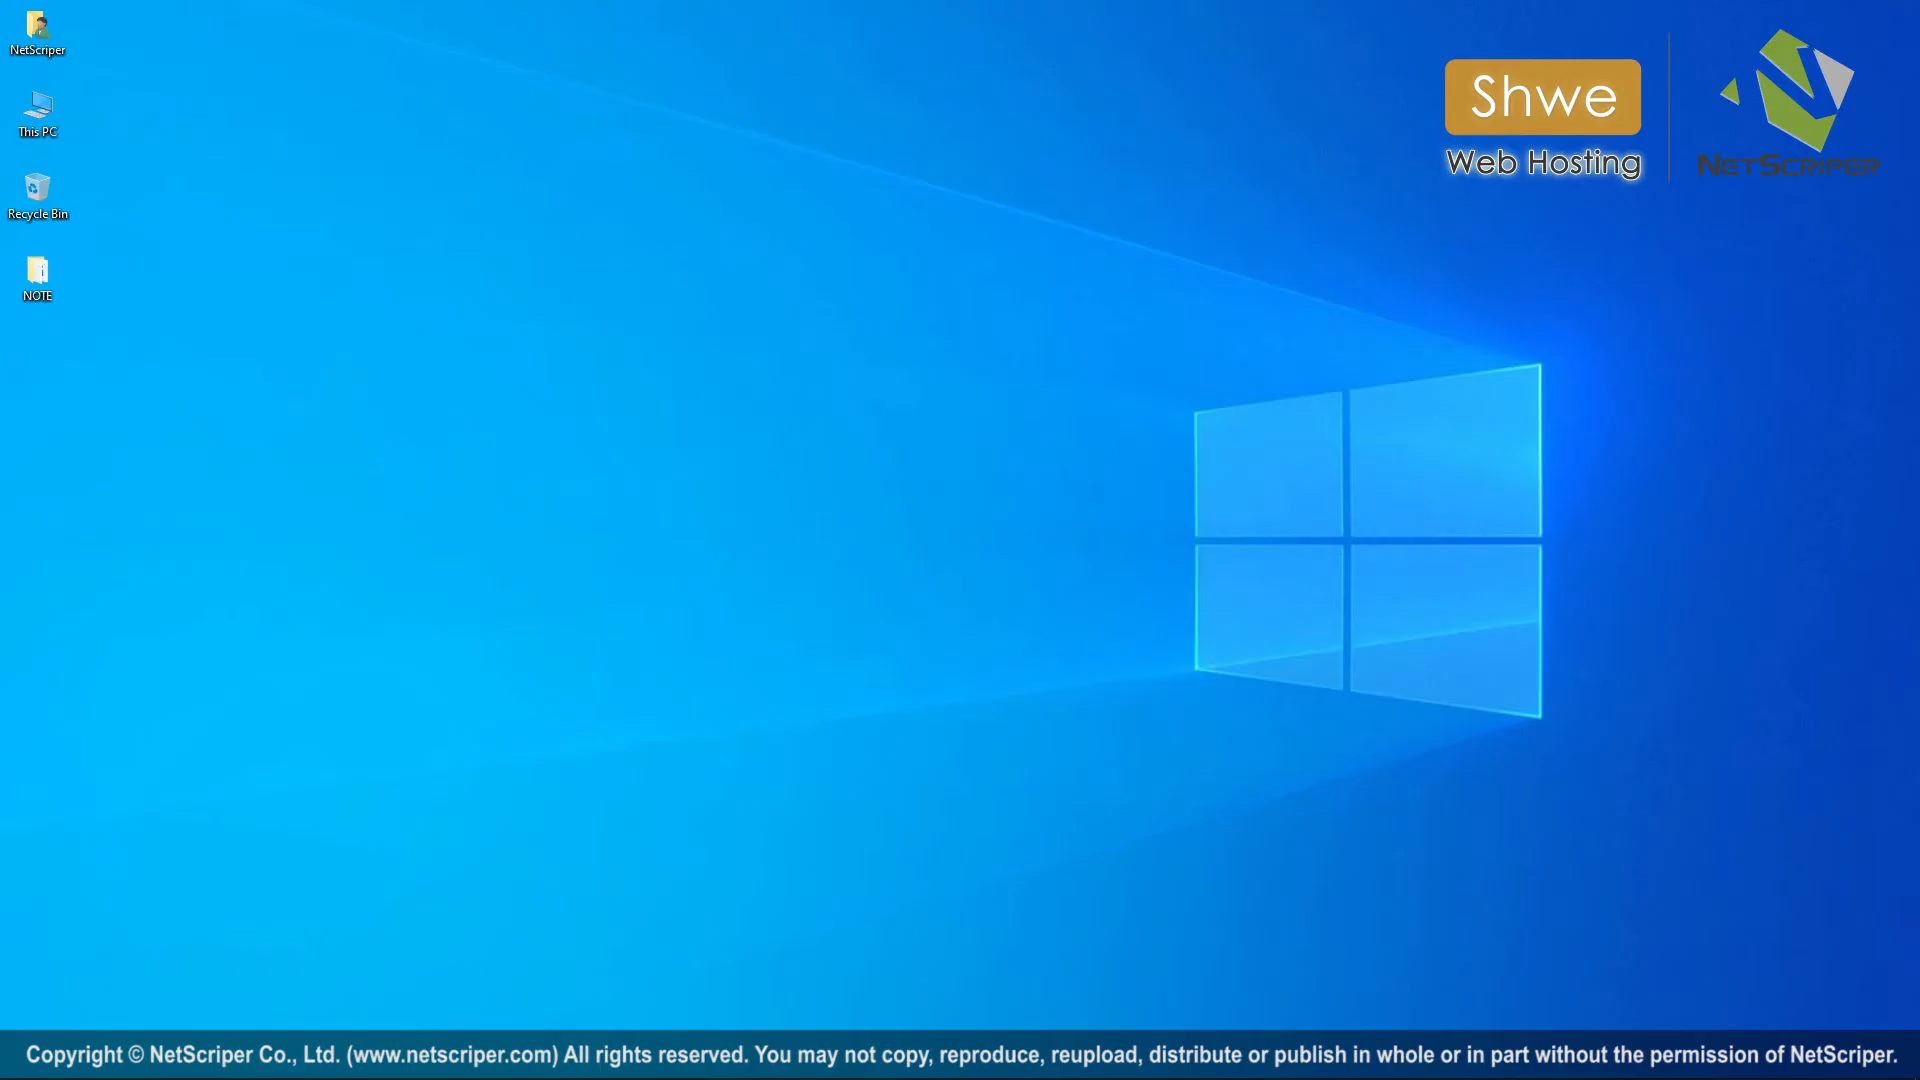 NetScriper
This PC
Recycle Bin
NOTE
Shwe
Web Hosting
NETSCRIPER
Copyright © NetScriper Co., Ltd. (www.netscriper.com) All rights reserved. You may not copy, reproduce, reupload, distribute or publish in whole or in part without the permission of NetScriper.